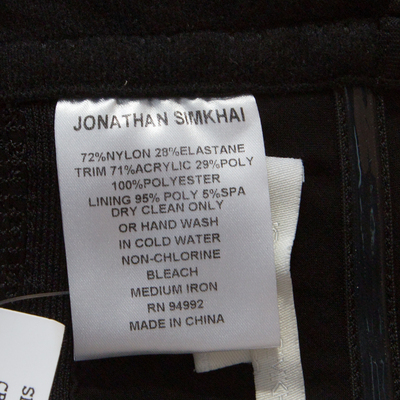 JONATHAN SIMKHAI
72%NYLON 28%ELASTANE
TRIM 71%ACRYLIC 29%POLY
100%POLYESTER
LINING 95% POLY 5%SPA
DRY CLEAN ONLY
OR HAND WASH
IN COLD WATER
NON-CHLORINE
BLEACH
MEDIUM IRON
RN 94992
MADE IN CHINA